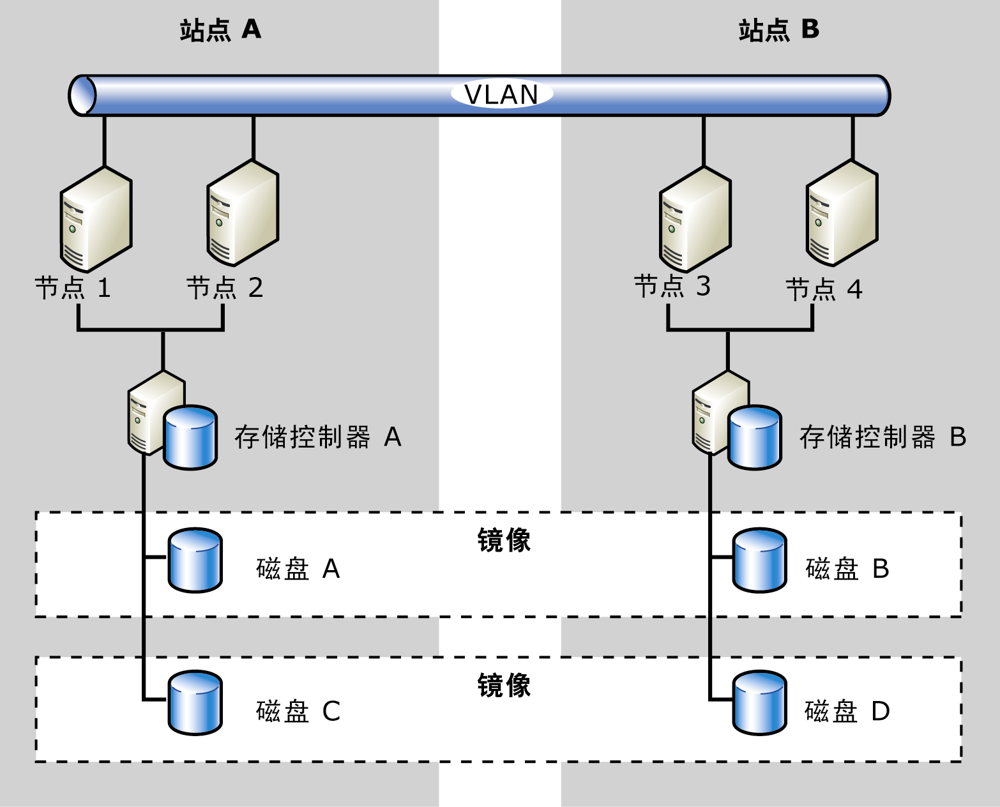 站点 A
站点 B
VLAN
节点 1
节点 2
节点 3
节点 4
存储控制器 A
存储控制器 B
镜像
磁盘 A
磁盘 B
镜像
磁盘 C
磁盘 D